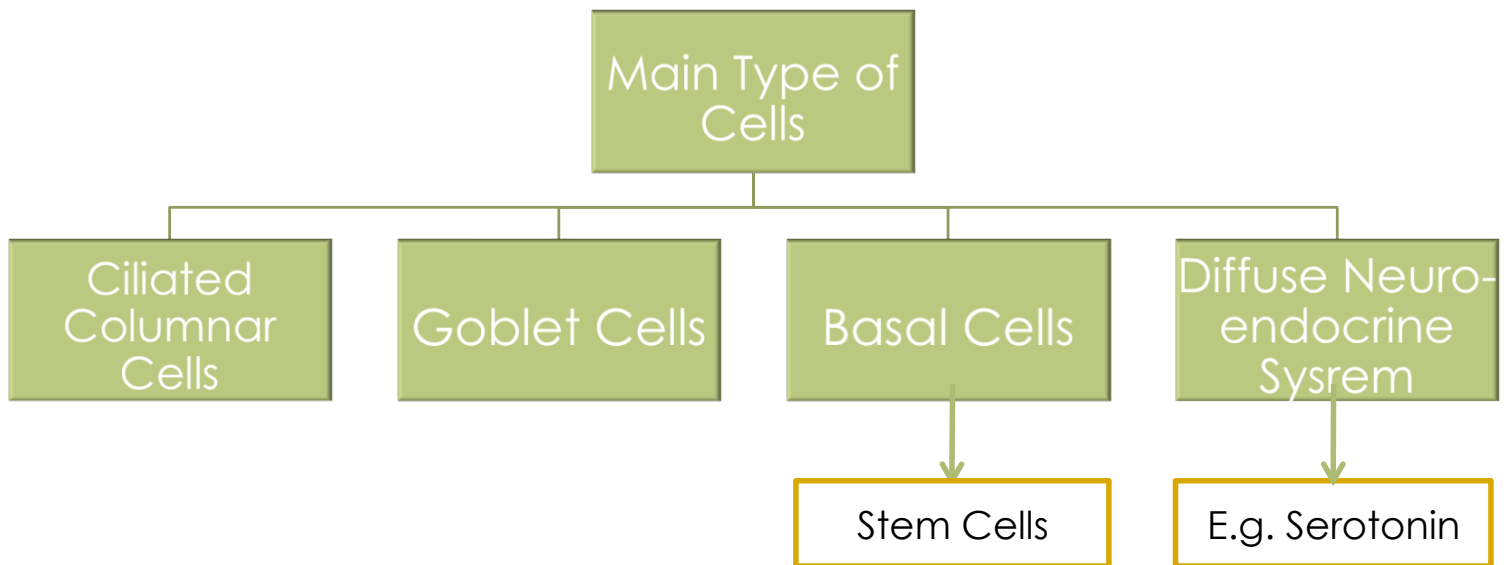 Main Type of
Cells
Ciliated
Columnar
Cells
Goblet Cells
Basal Cells
Diffuse Neuro-
endocrine
Sysrem
Stem Cells
E.g. Serotonin